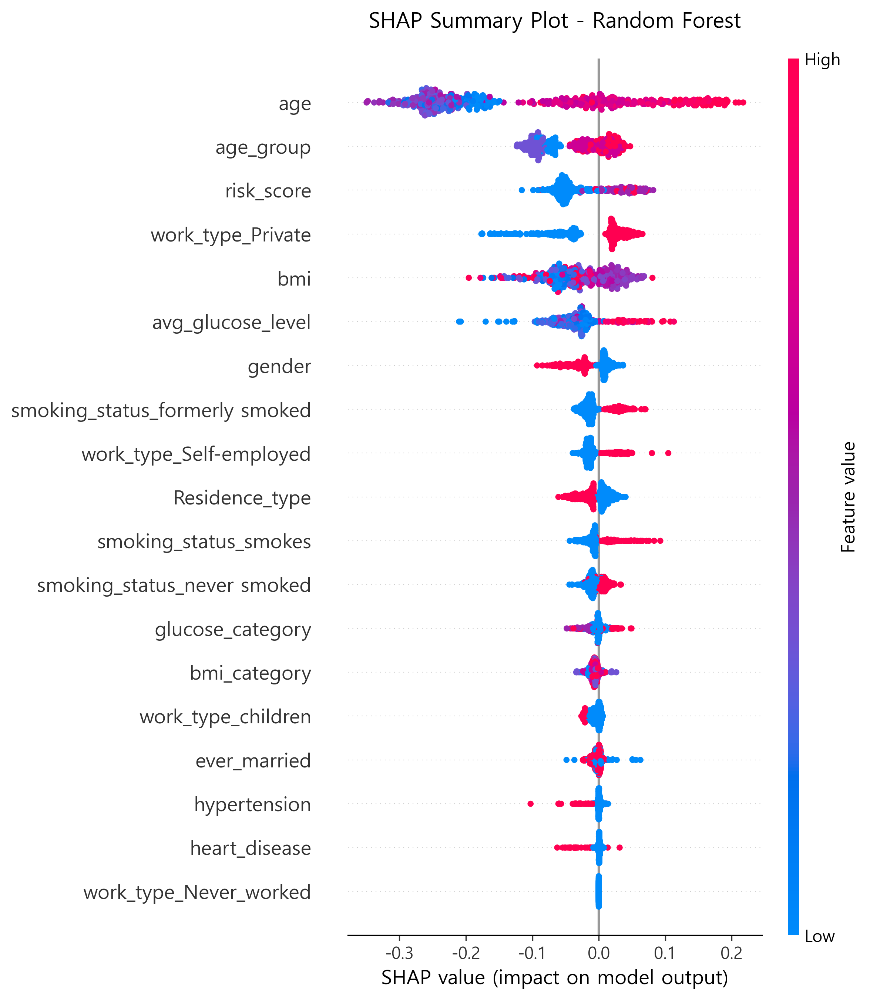 SHAP Summary Plot - Random Forest
High
age
age_group
risk_score
work_type_Private
bmi
avg_glucose_level
gender
smoking_status_formerly smoked
work_type_Self-employed
Residence_type
smoking_status_smokes
smoking_status_never smoked
glucose_category
bmi_category
work_type_children
ever_married
hypertension
heart_disease
work_type_Never_worked
Feature value
Low
-0.3 -0.2 -0.1 0.0 0.1 0.2
SHAP value (impact on model output)